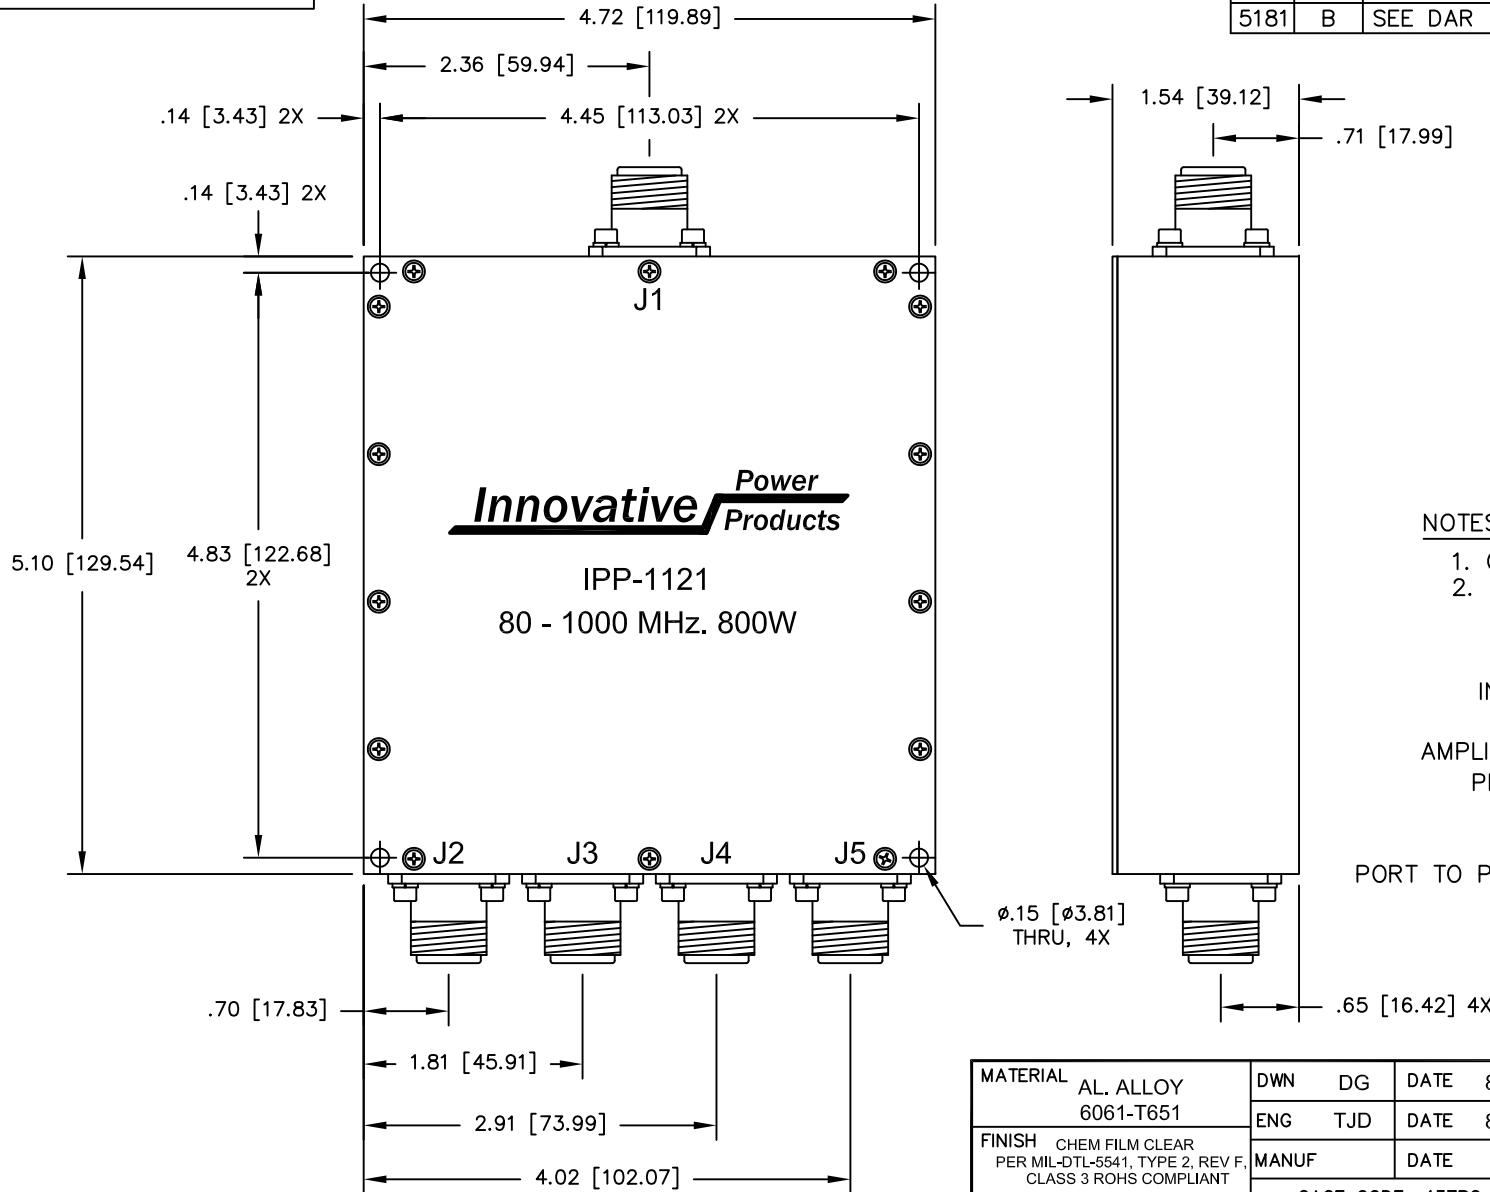 4.72 [119.89]
5181 B SEE DAR
2.36 [59.94]
.14 [3.43] 2X
4.45 [113.03] 2X
1.54 [39.12]
.71 [17.99]
.14 [3.43] 2X
J1
Innovative Power Products
5.10 [129.54]
4.83 [122.68]
2X
IPP-1121
80 - 1000 MHz. 800W
NOTES
1.
2.
AMPLI
PORT TO P
J2 J3 J4 J5
ø.15 [ø3.81]
THRU, 4X
.70 [17.83]
.65 [16.42] 4X
1.81 [45.91]
2.91 [73.99]
4.02 [102.07]
MATERIAL AL. ALLOY
6061-T651
DWN DG DATE 8
ENG TJD DATE 8
FINISH CHEM FILM CLEAR
PER MIL-DTL-5541, TYPE 2, REV F,
CLASS 3 ROHS COMPLIANT
MANUF DATE